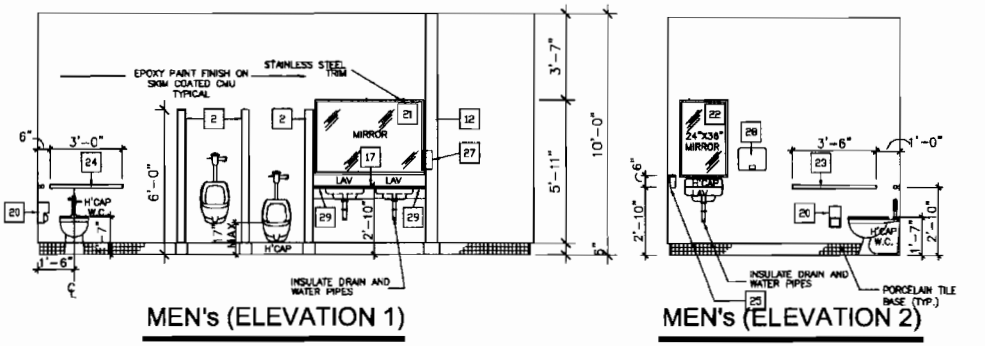 EPOXY PAINT FINISH ON
SKIM COATED CMU
TYPICAL
STAINLESS STEEL
TRIM
2
2
21
12
MIRROR
17
27
LAV
LAV
29
29
6"
3'-0"
24
20
H'CAP
W.C.
1'-6"
6'-0"
17"
MAX
H'CAP
2'-10"
3'-7"
5'-11"
10'-0"
6"
INSULATE DRAIN AND
WATER PIPES
MEN's (ELEVATION 1)
22
24"X36"
MIRROR
28
3'-6"
1'-0"
23
6"
H'CAP
LAV
2'-10"
20
H'CAP
W.C.
1'-7"
INSULATE DRAIN AND
WATER PIPES
25
PORCELAIN TILE
BASE (TYP.)
MEN's (ELEVATION 2)